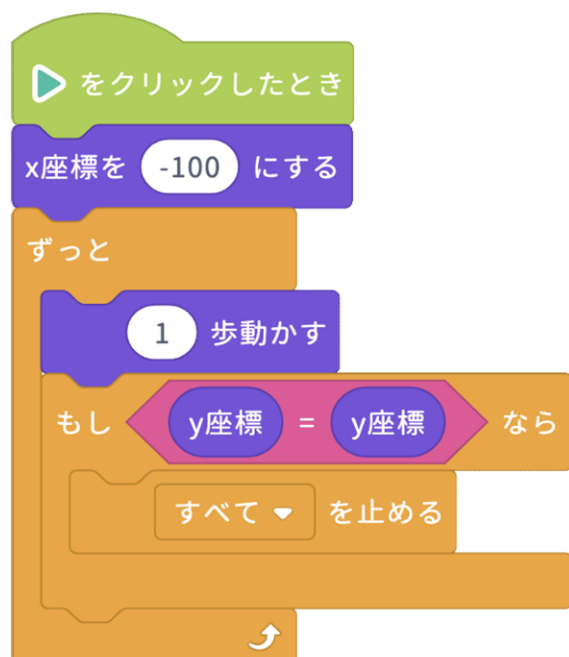 をクリックしたとき
x座標を -100 にする
ずっと
1 歩動かす
もし y座標 = y座標 なら
すべて を止める